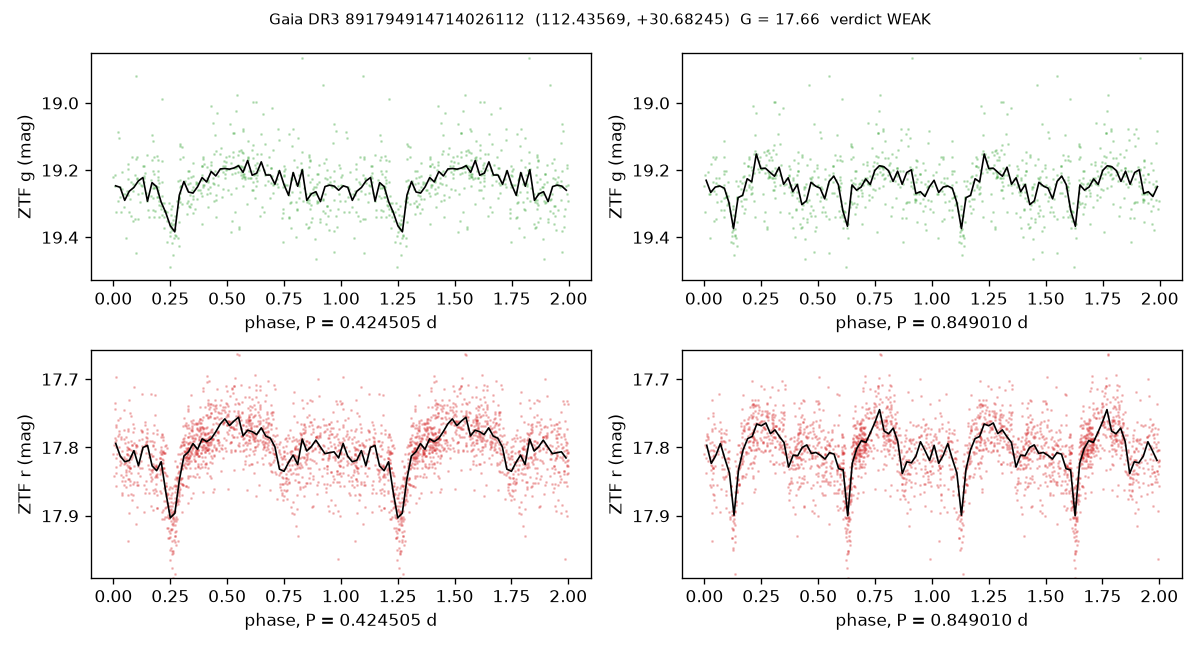 Gaia DR3 891794914714026112 (112.43569, +30.68245) G = 17.66 verdict WEAK
ZTF g (mag)
19.0
19.2
19.4
0.00 0.25 0.50 0.75 1.00 1.25 1.50 1.75 2.00
phase, P = 0.424505 d
ZTF g (mag)
19.0
19.2
19.4
0.00 0.25 0.50 0.75 1.00 1.25 1.50 1.75 2.00
phase, P = 0.849010 d
ZTF r (mag)
17.7
17.8
17.9
0.00 0.25 0.50 0.75 1.00 1.25 1.50 1.75 2.00
phase, P = 0.424505 d
ZTF r (mag)
17.7
17.8
17.9
0.00 0.25 0.50 0.75 1.00 1.25 1.50 1.75 2.00
phase, P = 0.849010 d